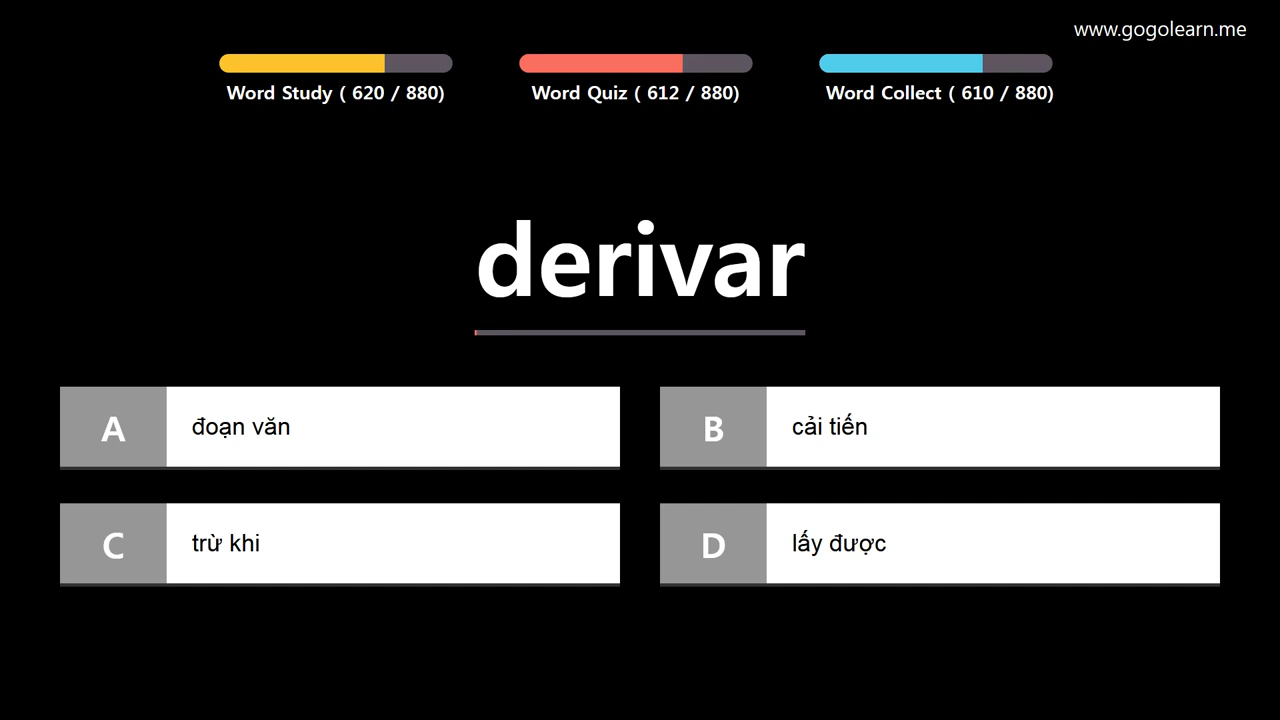 www.gogolearn.me
Word Study ( 620 / 880)
Word Quiz ( 612 / 880)
Word Collect ( 610 / 880)
derivar
A
đoạn văn
B
cải tiến
C
trừ khi
D
lấy được